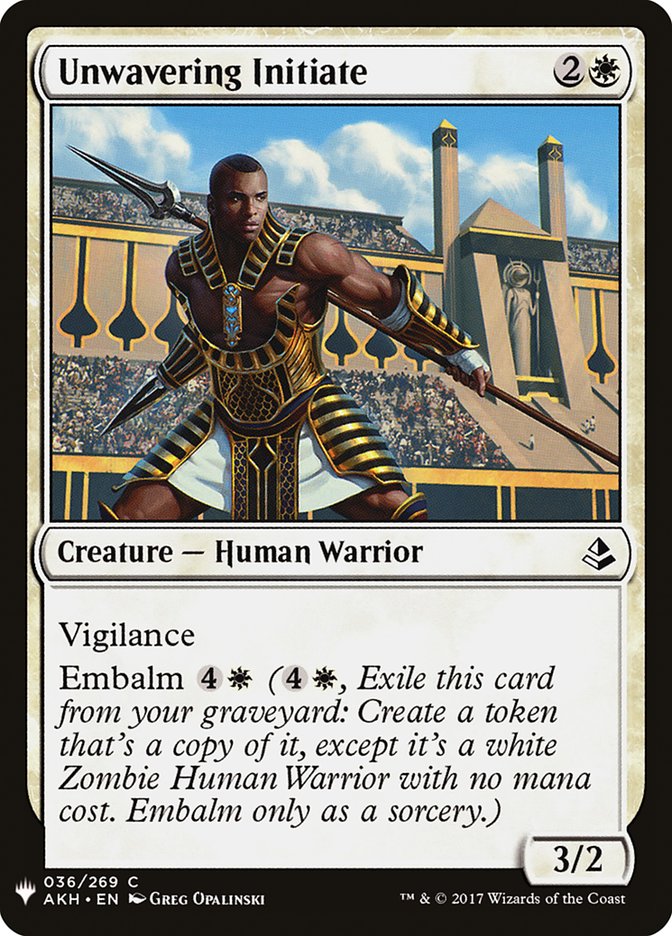 Unwavering Initiate 2
Creature — Human Warrior
Vigilance
Embalm 4 (4, Exile this card
from your graveyard: Create a token
that's a copy of it, except it's a white
Zombie Human Warrior with no mana
cost. Embalm only as a sorcery.)
3/2
036/269 C
AKH • EN Greg Opalinski
™ & © 2017 Wizards of the Coast